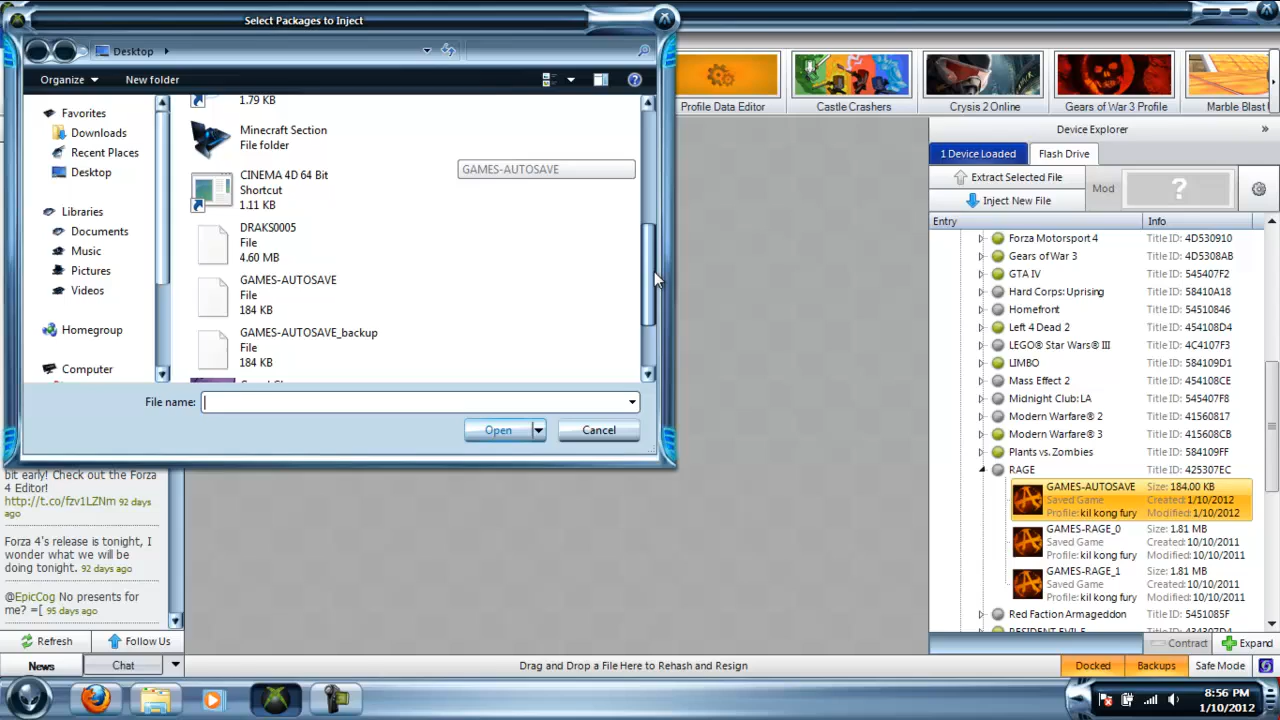 Select Packages to Inject
Desktop
Organize
New folder
Favorites
Downloads
Recent Places
Desktop
Libraries
Documents
Music
Pictures
Videos
Homegroup
Computer
1.79 KB
Minecraft Section
File folder
CINEMA 4D 64 Bit
Shortcut
1.11 KB
DRAKS0005
File
4.60 MB
GAMES-AUTOSAVE
File
184 KB
GAMES-AUTOSAVE_backup
File
184 KB
GAMES-AUTOSAVE
File name:
Open
Cancel
Profile Data Editor
Castle Crashers
Crysis 2 Online
Gears of War 3 Profile
Marble Blast
Device Explorer
1 Device Loaded
Flash Drive
Extract Selected File
Inject New File
Mod
?
Entry
Info
Forza Motorsport 4 Title ID: 4D530910
Gears of War 3 Title ID: 4D5308AB
GTA IV Title ID: 545407F2
Hard Corps: Uprising Title ID: 58410A18
Homefront Title ID: 54510846
Left 4 Dead 2 Title ID: 454108D4
LEGO® Star Wars® III Title ID: 4C4107F3
LIMBO Title ID: 584109D1
Mass Effect 2 Title ID: 454108CE
Midnight Club: LA Title ID: 545407F8
Modern Warfare® 2 Title ID: 41560817
Modern Warfare® 3 Title ID: 415608CB
Plants vs. Zombies Title ID: 584109FF
RAGE Title ID: 425307EC
GAMES-AUTOSAVE Size: 184.00 KB
Saved Game Created: 1/10/2012
Profile: kil kong fury Modified: 1/10/2012
GAMES-RAGE_0 Size: 1.81 MB
Saved Game Created: 10/10/2011
Profile: kil kong fury Modified: 10/10/2011
GAMES-RAGE_1 Size: 1.81 MB
Saved Game Created: 10/10/2011
Profile: kil kong fury Modified: 10/10/2011
Red Faction Armageddon Title ID: 5451085F
Contract
Expand
bit early! Check out the Forza
4 Editor!
http://t.co/fzv1LZNm 92 days
ago
Forza 4's release is tonight, I
wonder what we will be
doing tonight. 92 days ago
@EpicCog No presents for
me? =[ 95 days ago
Refresh
Follow Us
News
Chat
Drag and Drop a File Here to Rehash and Resign
Docked
Backups
Safe Mode
8:56 PM
1/10/2012